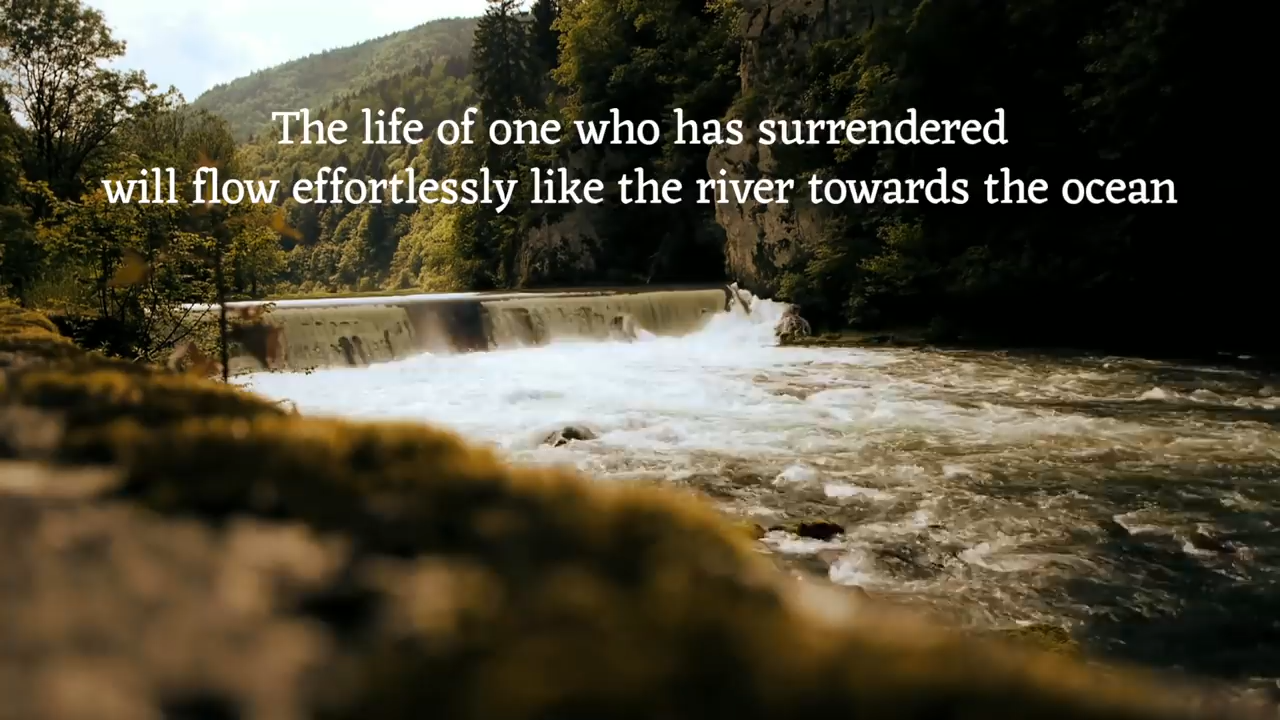 The life of one who has surrendered
will flow effortlessly like the river towards the ocean